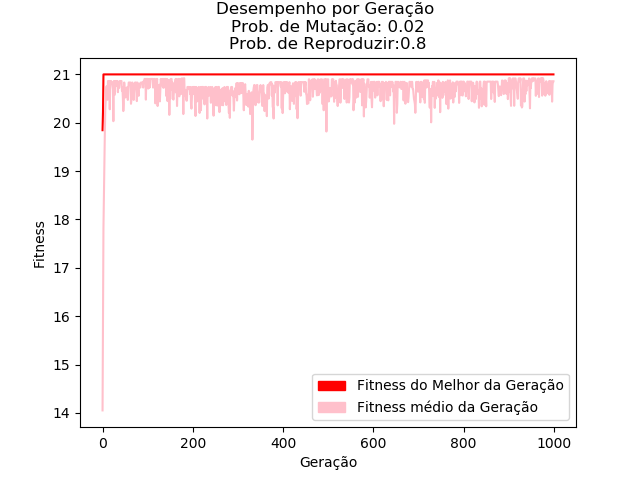 Desempenho por Geração
Prob. de Mutação: 0.02
Prob. de Reproduzir:0.8
21
20
19
18
17
16
15
14
Fitness
Fitness do Melhor da Geração
Fitness médio da Geração
0
200
400
600
800
1000
Geração